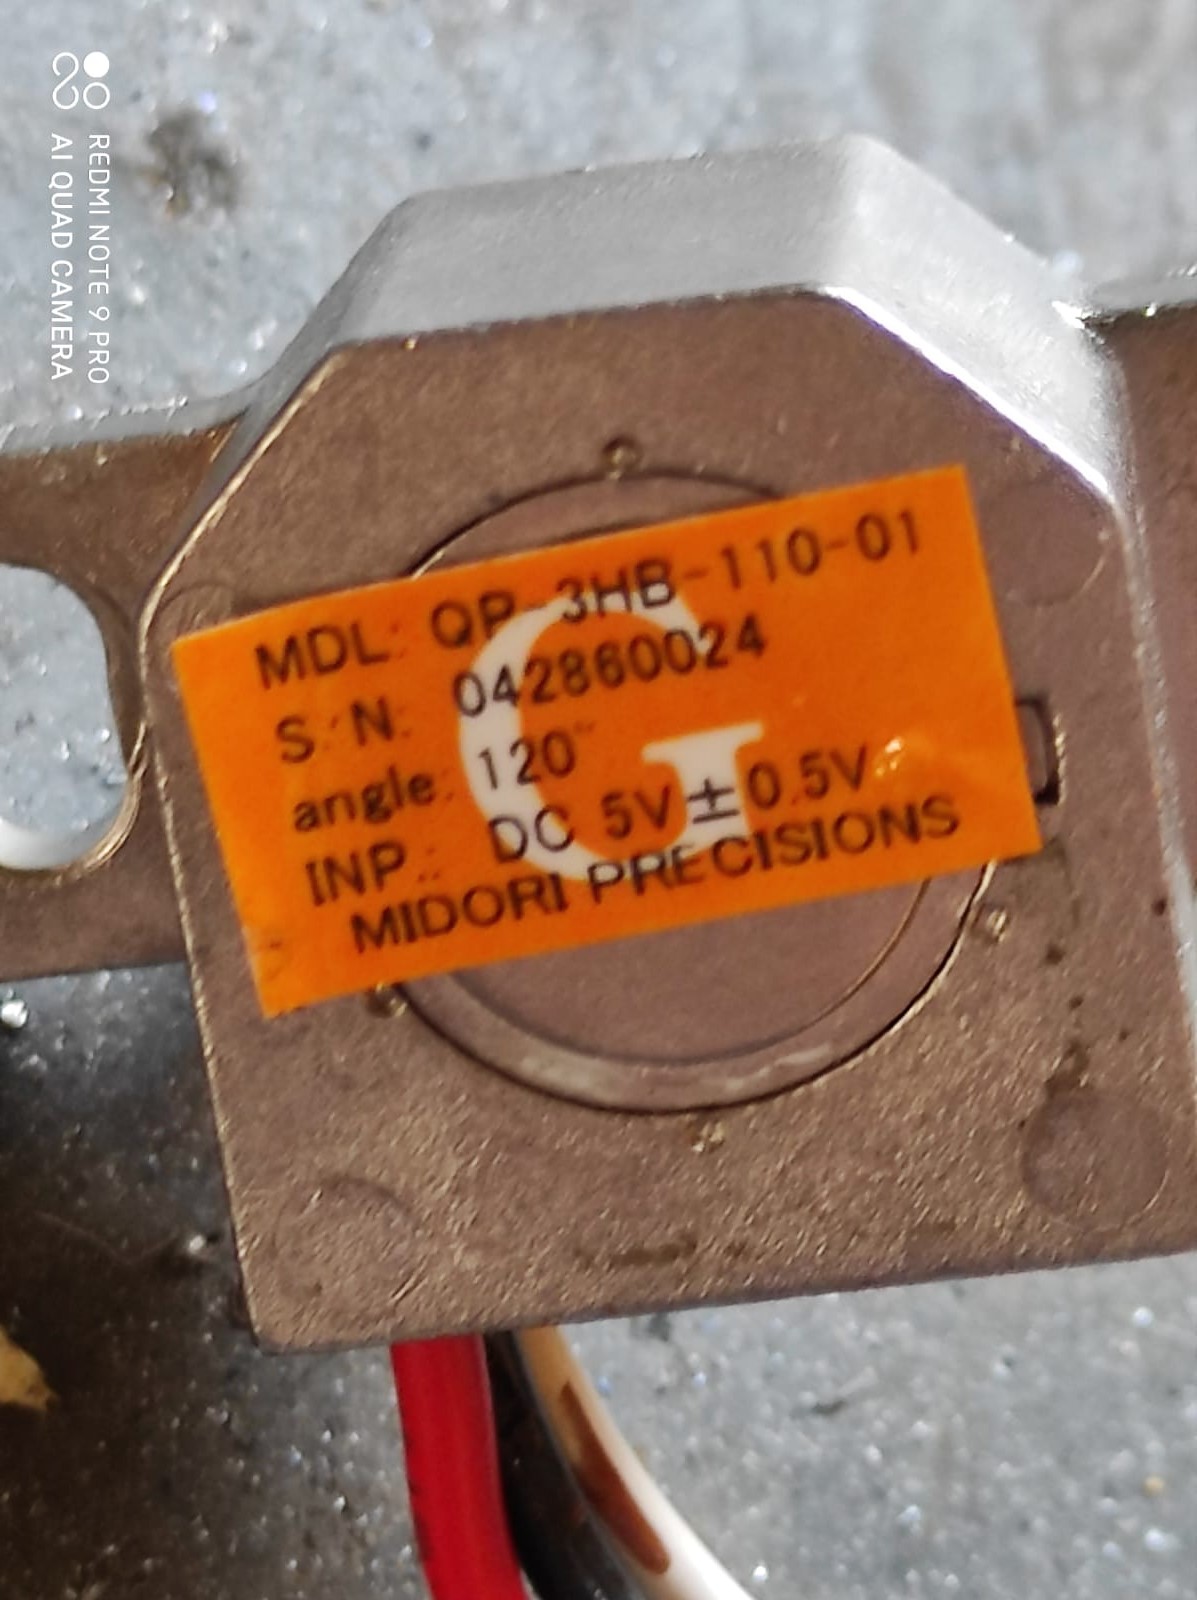 REDMI NOTE 9 PRO
AI QUAD CAMERA
MDL: QP-3HB-110-01
S.N. 042860024
angle: 120°
INP.: DC 5V±0.5V
MIDORI PRECISIONS
G